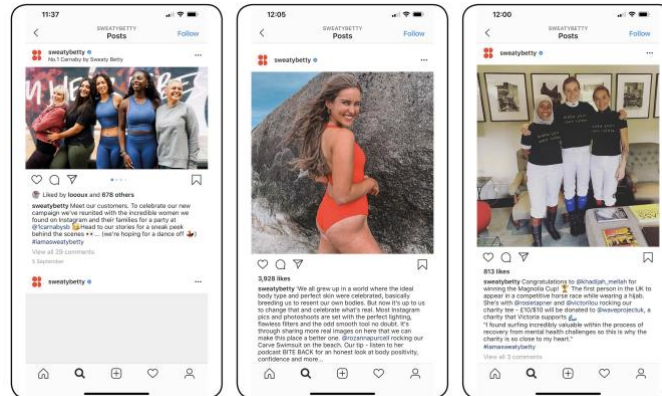 11:37
SWEATYBETTY
Posts
Follow
sweatybetty
No.1 Carnaby by Sweaty Betty
Liked by loooux and 678 others
sweatybetty Meet our customers. To celebrate our new
campaign we've reunited with the incredible women we
found on Instagram and their families for a party at
@1carnabysb Head to our stories for a sneak peek
behind the scenes ... (we're hoping for a dance off )
#iamasweatybetty
View all 29 comments
5 September
sweatybetty
12:05
SWEATYBETTY
Posts
Follow
sweatybetty
3,928 likes
sweatybetty 'We all grew up in a world where the ideal
body type and perfect skin were celebrated, basically
breeding us to resent our own bodies. But now it's up to us
to change that and celebrate what's real. Most Instagram
pics and photoshoots are set with the perfect lighting,
flawless filters and the odd smooth tool no doubt. It's
through sharing more real images on here that we can
make this place a better one. @rozannapurcell rocking our
Carve Swimsuit on the beach. Our tip - listen to her
podcast BITE BACK for an honest look at body positivity,
confidence and more...
12:00
SWEATYBETTY
Posts
Follow
sweatybetty
make your own rules
make your own rules
813 likes
sweatybetty Congratulations to @khadijah_mellah for
winning the Magnolia Cup! The first person in the UK to
appear in a competitive horse race while wearing a hijab.
She's with @rosietapner and @victorilou rocking our
charity tee - £10/$10 will be donated to @waveprojectuk, a
charity that Victoria supports
"I found surfing incredibly valuable within the process of
recovery from mental health challenges so this is why the
charity is so close to my heart."
#iamasweatybetty
View all 3 comments